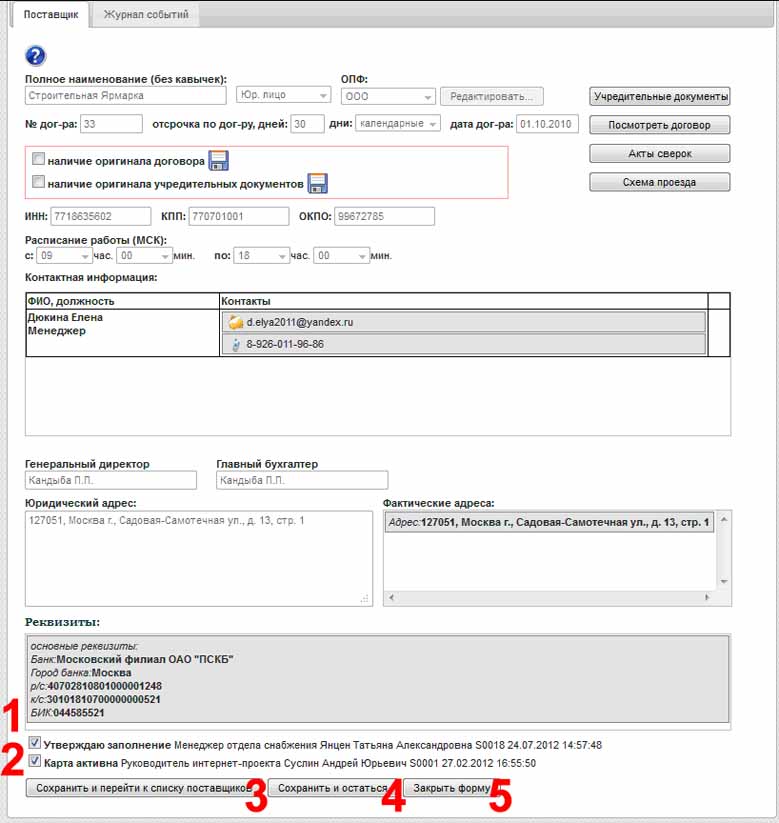 Поставщик Журнал событий
?
Полное наименование (без кавычек): ОПФ:
Строительная Ярмарка Юр. лицо ООО Редактировать... Учредительные документы
№ дог-ра: 33 отсрочка по дог-ру, дней: 30 дни: календарные дата дог-ра: 01.10.2010 Посмотреть договор
наличие оригинала договора Акты сверок
наличие оригинала учредительных документов Схема проезда
ИНН: 7718635602 КПП: 770701001 ОКПО: 99672785
Расписание работы (МСК):
с: 09 час. 00 мин. по: 18 час. 00 мин.
Контактная информация:
ФИО, должность Контакты
Дюкина Елена d.elya2011@yandex.ru
Менеджер
8-926-011-96-86
Генеральный директор Главный бухгалтер
Кандыба П.П. Кандыба П.П.
Юридический адрес: Фактические адреса:
127051, Москва г., Садовая-Самотечная ул., д. 13, стр. 1 Адрес:127051, Москва г., Садовая-Самотечная ул., д. 13, стр. 1
Реквизиты:
основные реквизиты:
Банк:Московский филиал ОАО "ПСКБ"
Город банка:Москва
р/с:40702810801000001248
к/с:30101810700000000521
БИК:044585521
1
Утверждаю заполнение Менеджер отдела снабжения Янцен Татьяна Александровна S0018 24.07.2012 14:57:48
2 Карта активна Руководитель интернет-проекта Суслин Андрей Юрьевич S0001 27.02.2012 16:55:50
Сохранить и перейти к списку поставщиков 3 Сохранить и остаться 4 Закрыть форму 5